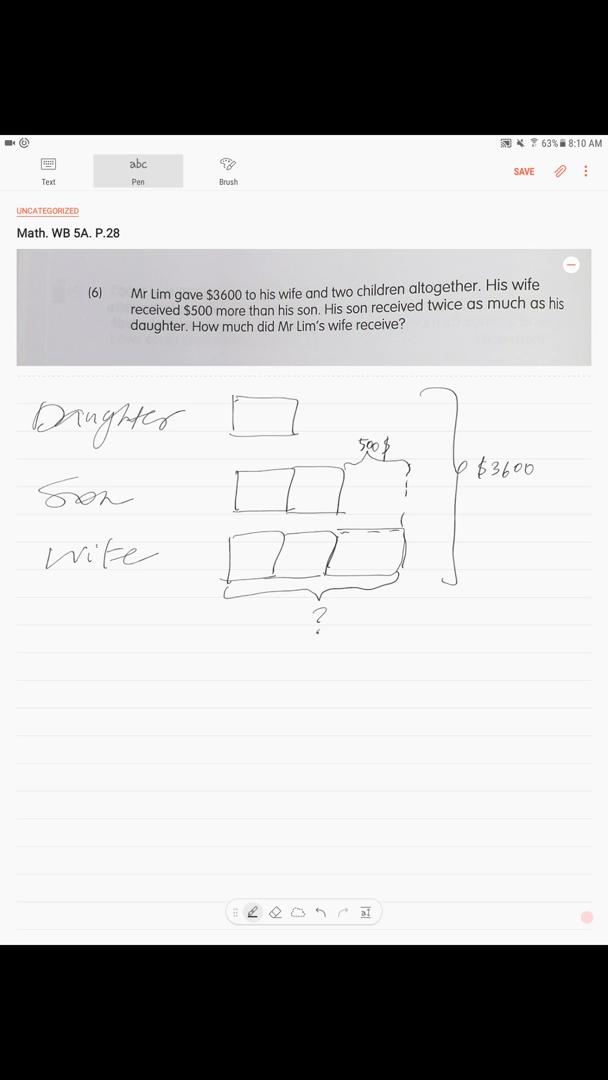 63% 8:10 AM
abc
Text Pen Brush SAVE
UNCATEGORIZED
Math. WB 5A. P.28
(6) Mr Lim gave $3600 to his wife and two children altogether. His wife
received $500 more than his son. His son received twice as much as his
daughter. How much did Mr Lim's wife receive?
Daughter
500$
Son
$3600
Wife
?
aI